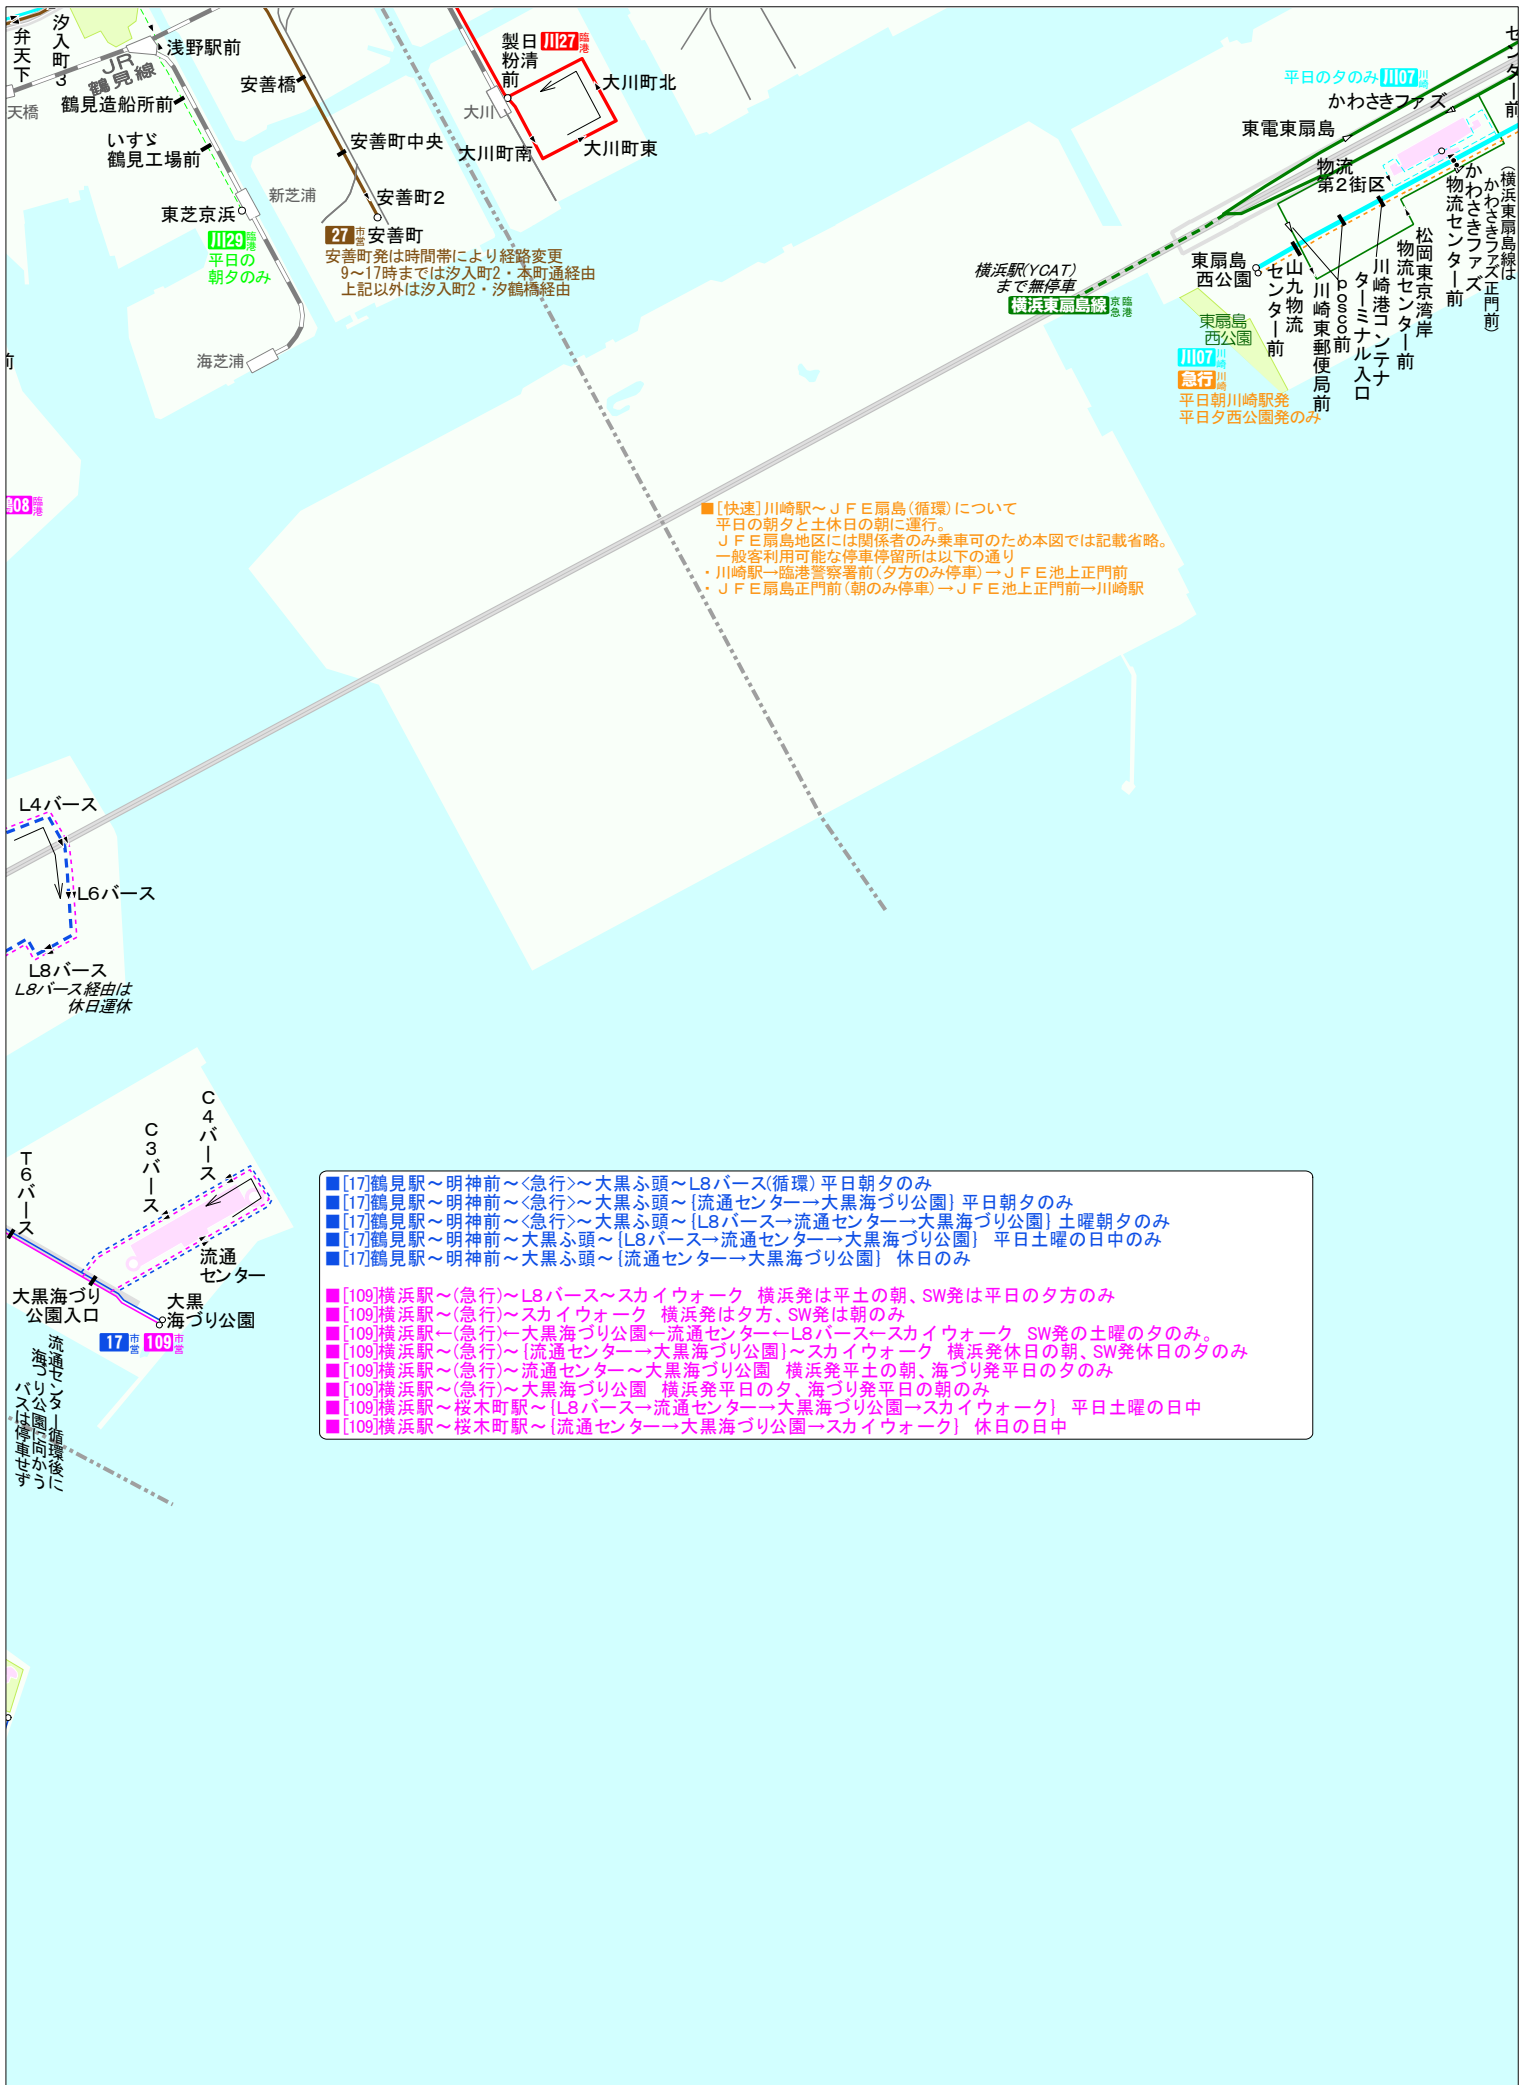 弁天下
汐入町3
浅野駅前
JR
鶴見線
天橋
鶴見造船所前
いすゞ
鶴見工場前
東芝京浜
川29 臨港
平日の
朝夕のみ
海芝浦
新芝浦
安善橋
安善町中央
安善町2
27 市営 安善町
安善町発は時間帯により経路変更
9～17時までは汐入町2・本町通経由
上記以外は汐入町2・汐鶴橋経由
日清
製粉前
川27 臨港
大川
大川町北
大川町南
大川町東
センター前
平日の夕のみ 川07 川崎
かわさきファズ
東電東扇島
物流
第2街区
(横浜東扇島線は
かわさきファズ正門前)
かわさきファズ
物流センター前
松岡東京湾岸
物流センター前
川崎港コンテナ
ターミナル入口
posco前
川崎東郵便局前
山九物流
センター前
東扇島
西公園
東扇島
西公園
川07 川崎
急行 川崎
平日朝川崎駅発
平日夕西公園発のみ
横浜駅(YCAT)
まで無停車
横浜東扇島線 京急 臨港
前
鶴08 臨港
■[快速]川崎駅～ＪＦＥ扇島(循環)について
平日の朝夕と土休日の朝に運行。
ＪＦＥ扇島地区には関係者のみ乗車可のため本図では記載省略。
一般客利用可能な停車停留所は以下の通り
・川崎駅→臨港警察署前(夕方のみ停車)→ＪＦＥ池上正門前
・ＪＦＥ扇島正門前(朝のみ停車)→ＪＦＥ池上正門前→川崎駅
L4バース
L6バース
L8バース
L8バース経由は
休日運休
C4バース
C3バース
T6バース
流通
センター
大黒海づり
公園入口
大黒
海づり公園
17 市営 109 市営
流通センター循環後に
海づり公園に向かう
バスは停車せず
■[17]鶴見駅～明神前～<急行>～大黒ふ頭～L8バース(循環) 平日朝夕のみ
■[17]鶴見駅～明神前～<急行>～大黒ふ頭～{流通センター→大黒海づり公園} 平日朝夕のみ
■[17]鶴見駅～明神前～<急行>～大黒ふ頭～{L8バース→流通センター→大黒海づり公園} 土曜朝夕のみ
■[17]鶴見駅～明神前～大黒ふ頭～{L8バース→流通センター→大黒海づり公園} 平日土曜の日中のみ
■[17]鶴見駅～明神前～大黒ふ頭～{流通センター→大黒海づり公園} 休日のみ
■[109]横浜駅～(急行)～L8バース～スカイウォーク 横浜発は平土の朝、SW発は平日の夕方のみ
■[109]横浜駅～(急行)～スカイウォーク 横浜発は夕方、SW発は朝のみ
■[109]横浜駅←(急行)←大黒海づり公園←流通センター←L8バース←スカイウォーク SW発の土曜の夕のみ。
■[109]横浜駅～(急行)～{流通センター→大黒海づり公園}～スカイウォーク 横浜発休日の朝、SW発休日の夕のみ
■[109]横浜駅～(急行)～流通センター～大黒海づり公園 横浜発平土の朝、海づり発平日の夕のみ
■[109]横浜駅～(急行)～大黒海づり公園 横浜発平日の夕、海づり発平日の朝のみ
■[109]横浜駅～桜木町駅～{L8バース→流通センター→大黒海づり公園→スカイウォーク} 平日土曜の日中
■[109]横浜駅～桜木町駅～{流通センター→大黒海づり公園→スカイウォーク} 休日の日中